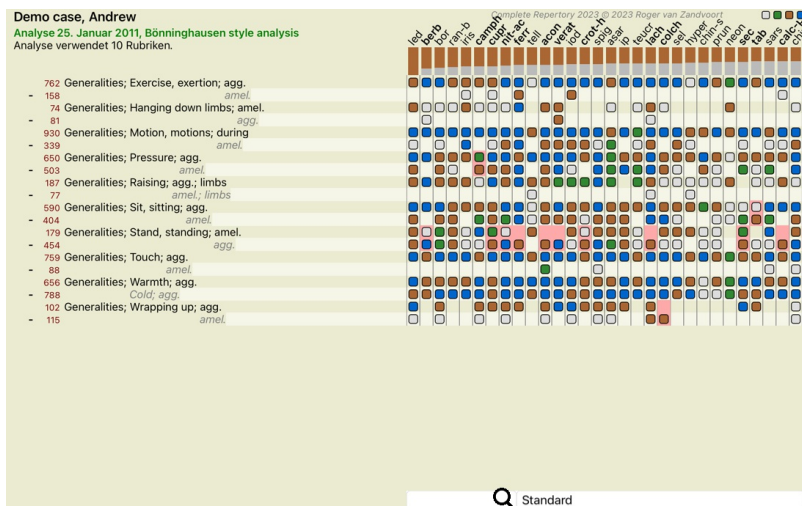 Demo case, Andrew
Complete Repertory 2023 © 2023 Roger van Zandvoort
Analyse 25. Januar 2011, Bönninghausen style analysis
Analyse verwendet 10 Rubriken.
led berb bor ran-b iris camph cupr nit-ac ferr tell acon verat iod crot-h spig asar ip teucr lach colch sel hyper chin-s prun neon sec sab sars
762 Generalities; Exercise, exertion; agg.
- 158 amel.
74 Generalities; Hanging down limbs; amel.
- 81 agg.
930 Generalities; Motion, motions; during
- 339 amel.
650 Generalities; Pressure; agg.
- 503 amel.
187 Generalities; Raising; agg.; limbs
- 77 amel.; limbs
590 Generalities; Sit, sitting; agg.
- 404 amel.
179 Generalities; Stand, standing; amel.
- 454 agg.
759 Generalities; Touch; agg.
- 88 amel.
656 Generalities; Warmth; agg.
- 788 Cold; agg.
102 Generalities; Wrapping up; agg.
- 115 amel.
Standard